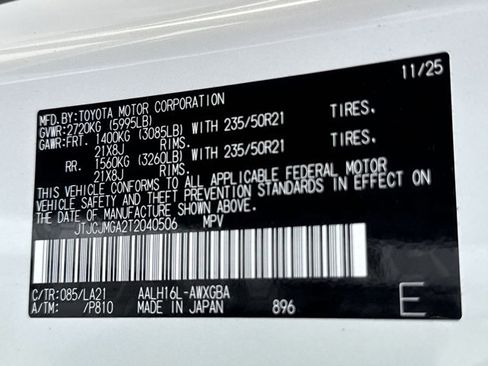 11/25
MFD.BY:TOYOTA MOTOR CORPORATION
GVWR:2720KG (5995LB)
GAWR:FRT. 1400KG (3085LB) WITH 235/50R21 TIRES.
21X8J RIMS.
RR. 1560KG (3260LB) WITH 235/50R21 TIRES.
21X8J RIMS.
THIS VEHICLE CONFORMS TO ALL APPLICABLE FEDERAL MOTOR
VEHICLE SAFETY AND THEFT PREVENTION STANDARDS IN EFFECT ON
THE DATE OF MANUFACTURE SHOWN ABOVE.
JTJCJMGA2T2040506 MPV
C/TR:085/LA21 AALH16L-AWXGBA
A/TM: /P810 MADE IN JAPAN 896 E